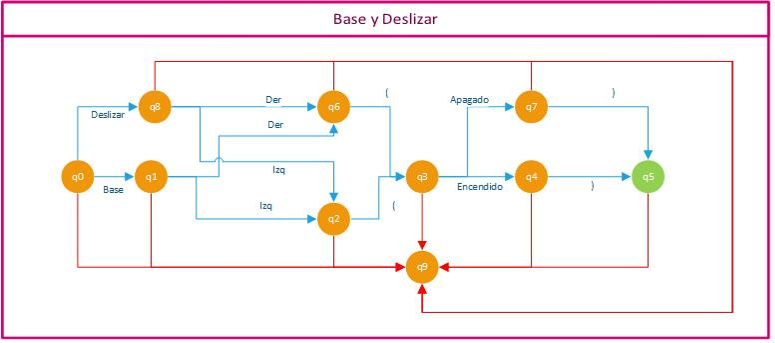 Base y Deslizar
q8
Der
q6
(
Apagado
q7
)
Deslizar
Der
q0
q1
Izq
q3
q4
q5
Base
Encendido
)
Izq
q2
(
q9